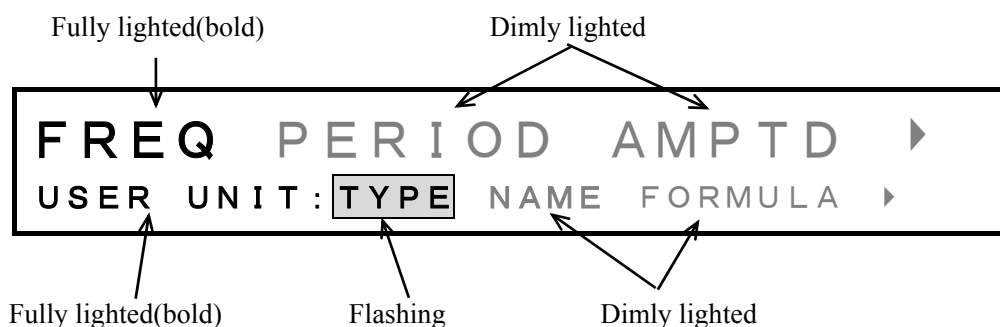 Fully lighted(bold) Dimly lighted
FREQ PERIOD AMPTD
USER UNIT:TYPE NAME FORMULA
Fully lighted(bold) Flashing Dimly lighted